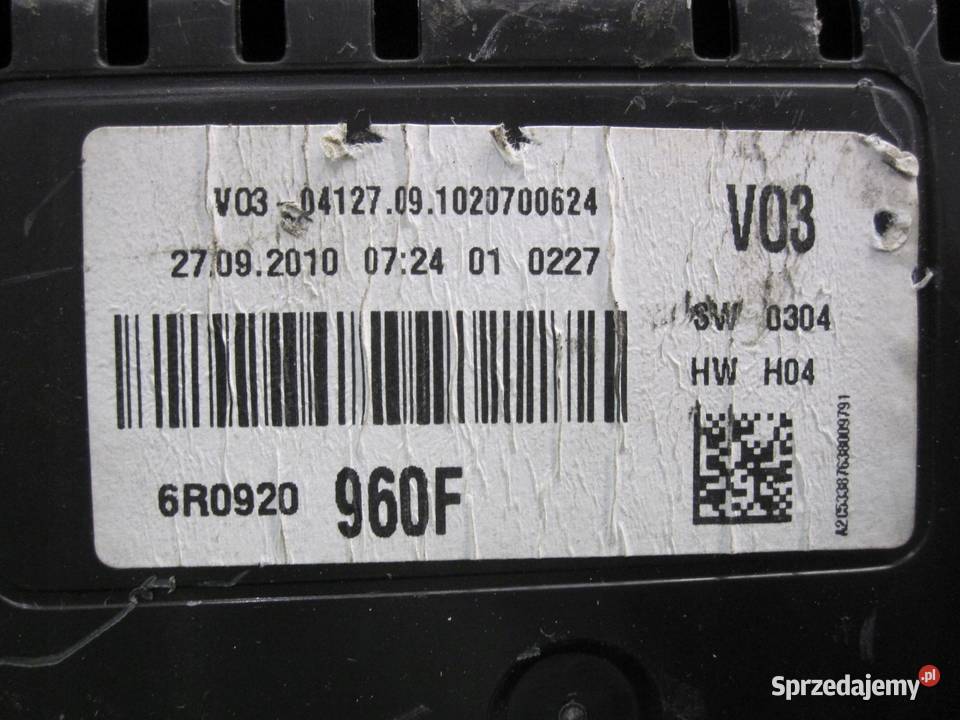 V03-04127.09.1020700624
27.09.2010 07:24 01 0227
V03
SW 0304
HW H04
6R0920 960F
A2C53387638009791
Sprzedajemy.pl